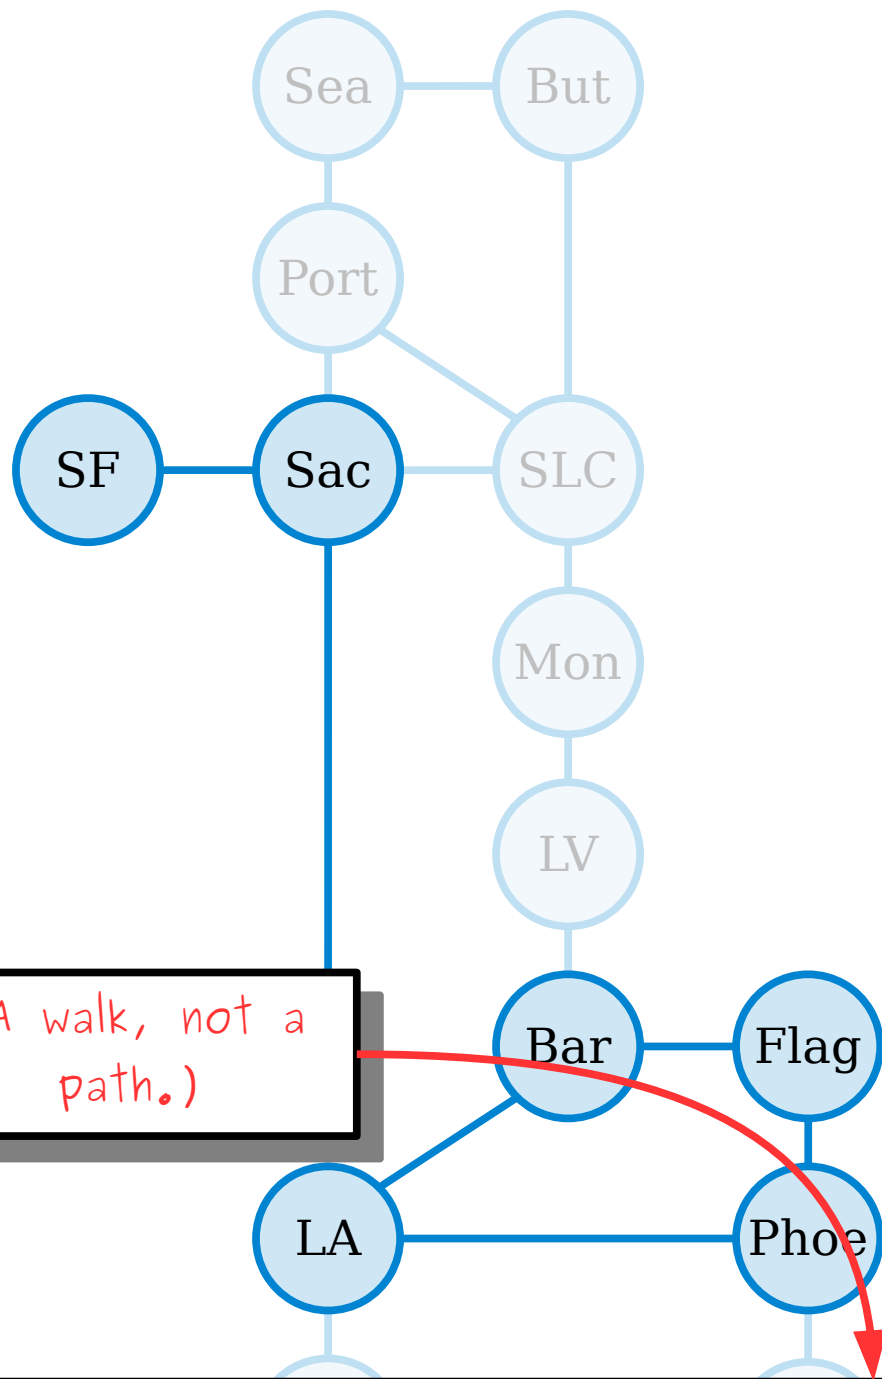 Sea
But
Port
SF
Sac
SLC
Mon
LV
A walk, not a
path.)
Bar
Flag
LA
Phoe